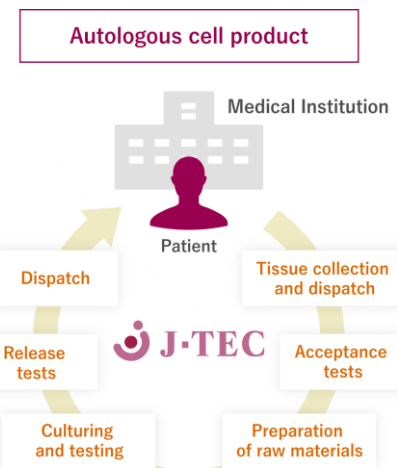 Autologous cell product
Medical Institution
Patient
Tissue collection
and dispatch
Acceptance
tests
Preparation
of raw materials
Culturing
and testing
Release
tests
Dispatch
J-TEC